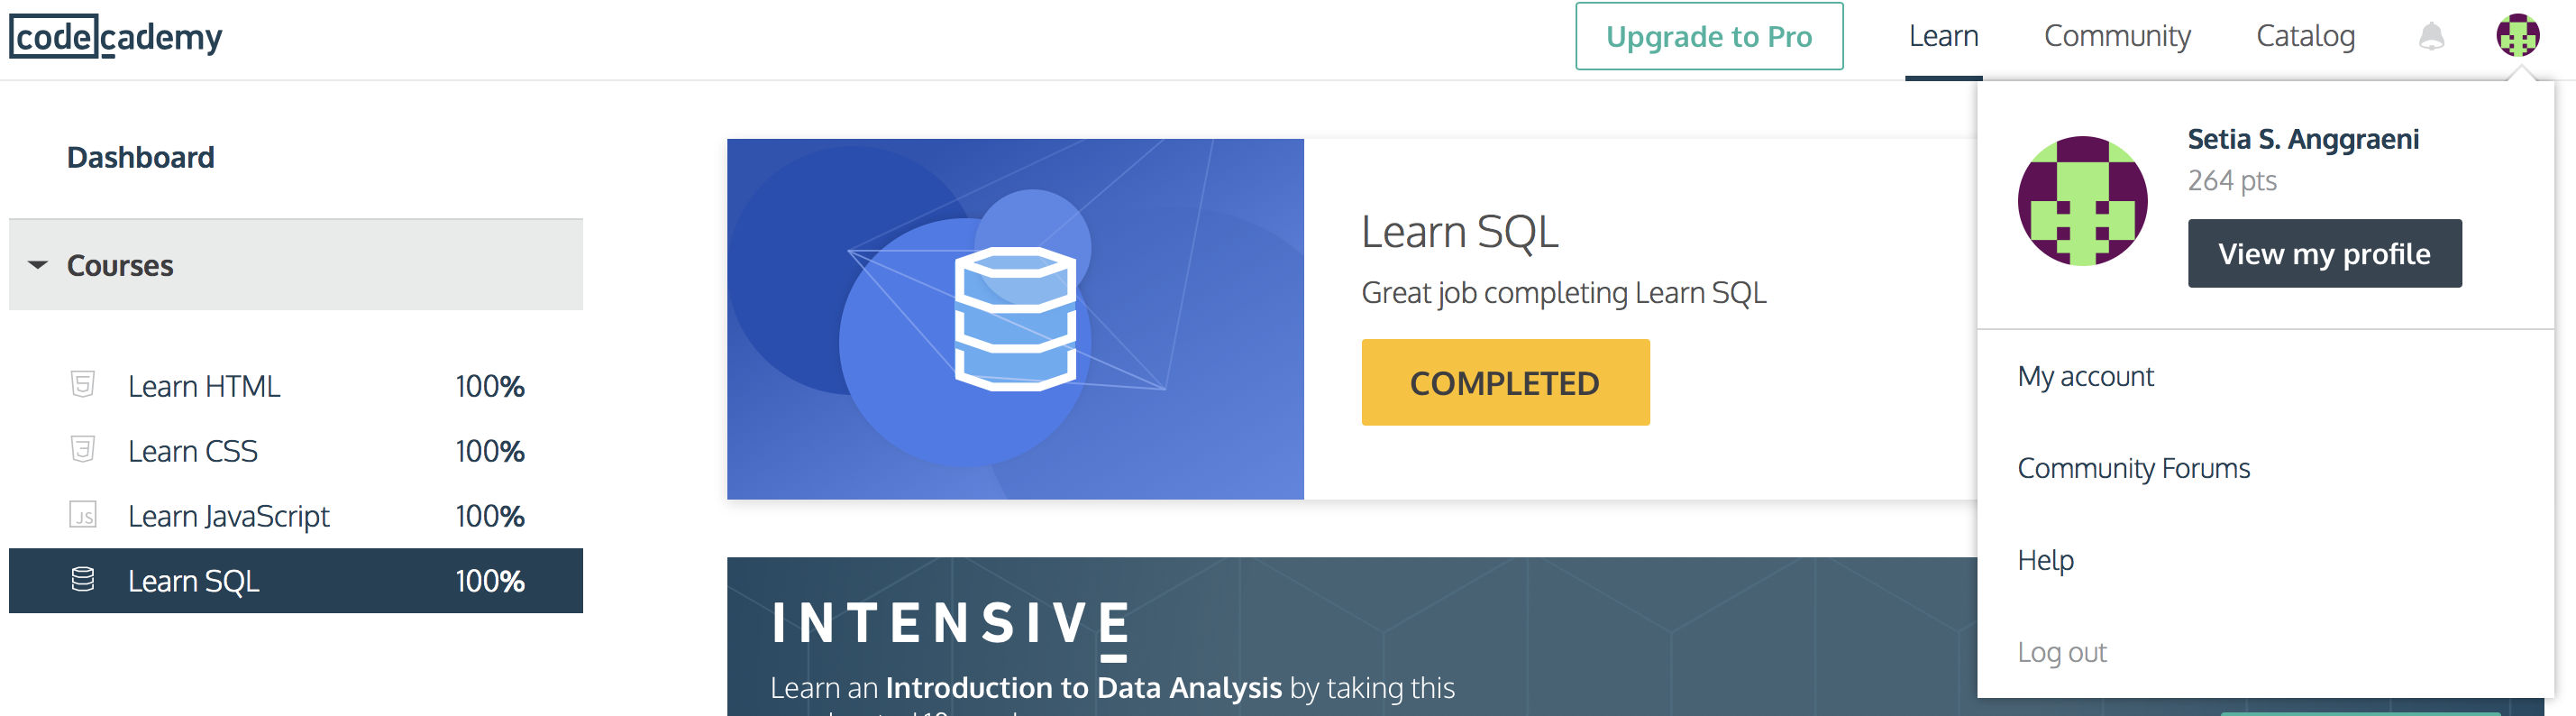 codecademy
Upgrade to Pro
Learn
Community
Catalog
Dashboard
Courses
Learn HTML 100%
Learn CSS 100%
JS Learn JavaScript 100%
Learn SQL 100%
Learn SQL
Great job completing Learn SQL
COMPLETED
INTENSIVE
Learn an Introduction to Data Analysis by taking this
Setia S. Anggraeni
264 pts
View my profile
My account
Community Forums
Help
Log out